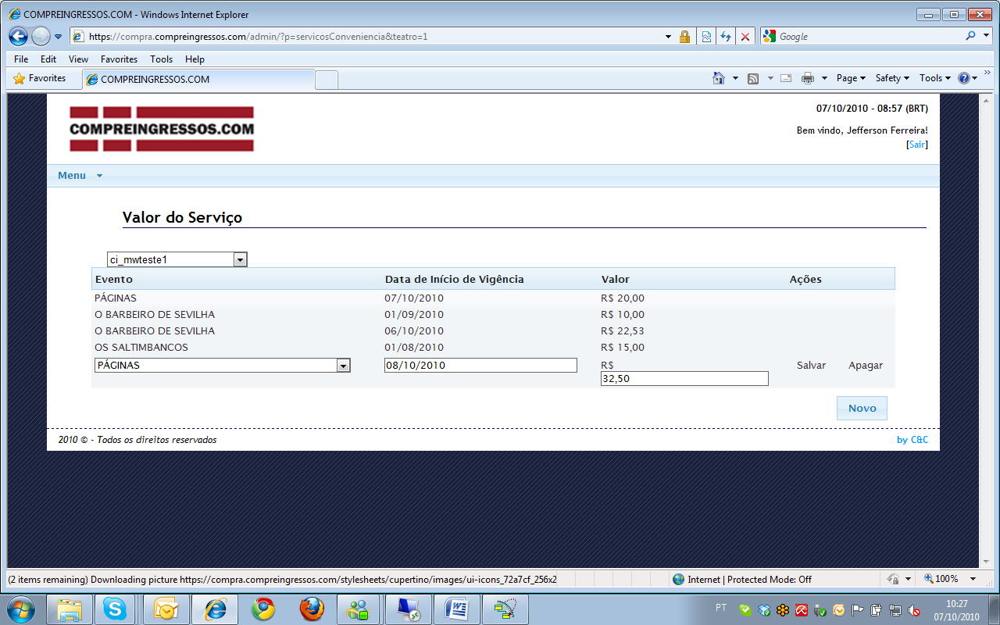 COMPREINGRESSOS.COM - Windows Internet Explorer
https://compra.compreingressos.com/admin/?p=servicosConveniencia&teatro=1
Google
File Edit View Favorites Tools Help
Favorites COMPREINGRESSOS.COM Page Safety Tools
COMPREINGRESSOS.COM
07/10/2010 - 08:57 (BRT)
Bem vindo, Jefferson Ferreira!
[Sair]
Menu
Valor do Serviço
ci_mwteste1
Evento Data de Início de Vigência Valor Ações
PÁGINAS 07/10/2010 R$ 20,00
O BARBEIRO DE SEVILHA 01/09/2010 R$ 10,00
O BARBEIRO DE SEVILHA 06/10/2010 R$ 22,53
OS SALTIMBANCOS 01/08/2010 R$ 15,00
PÁGINAS 08/10/2010 R$ Salvar Apagar
32,50
Novo
2010 © - Todos os direitos reservados by C&C
(2 items remaining) Downloading picture https://compra.compreingressos.com/stylesheets/cupertino/images/ui-icons_72a7cf_256x2 Internet | Protected Mode: Off 100%
PT 10:27
07/10/2010